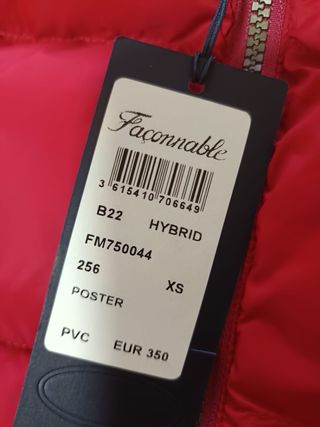 Façonnable
3 615410 706649
B22 HYBRID
FM750044
256 XS
POSTER
PVC EUR 350